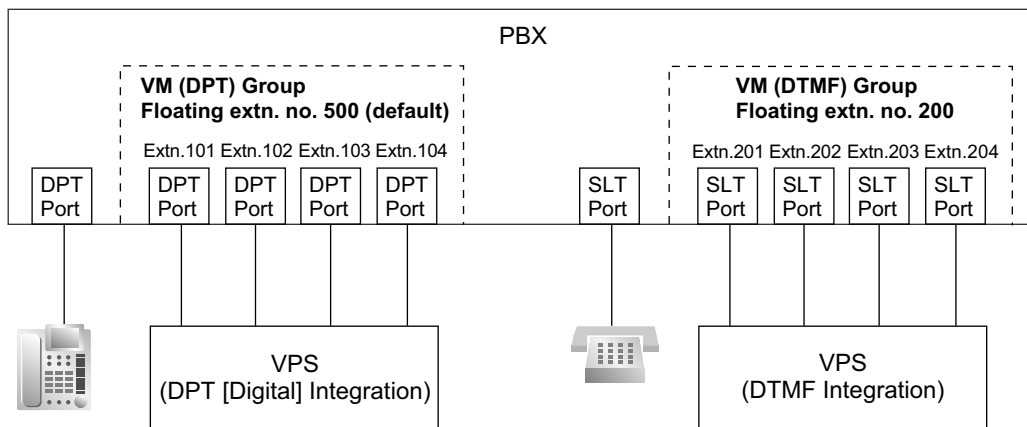 PBX
VM (DPT) Group
Floating extn. no. 500 (default)
VM (DTMF) Group
Floating extn. no. 200
Extn.101 Extn.102 Extn.103 Extn.104
Extn.201 Extn.202 Extn.203 Extn.204
DPT
Port
DPT
Port
DPT
Port
DPT
Port
DPT
Port
SLT
Port
SLT
Port
SLT
Port
SLT
Port
SLT
Port
VPS
(DPT [Digital] Integration)
VPS
(DTMF Integration)